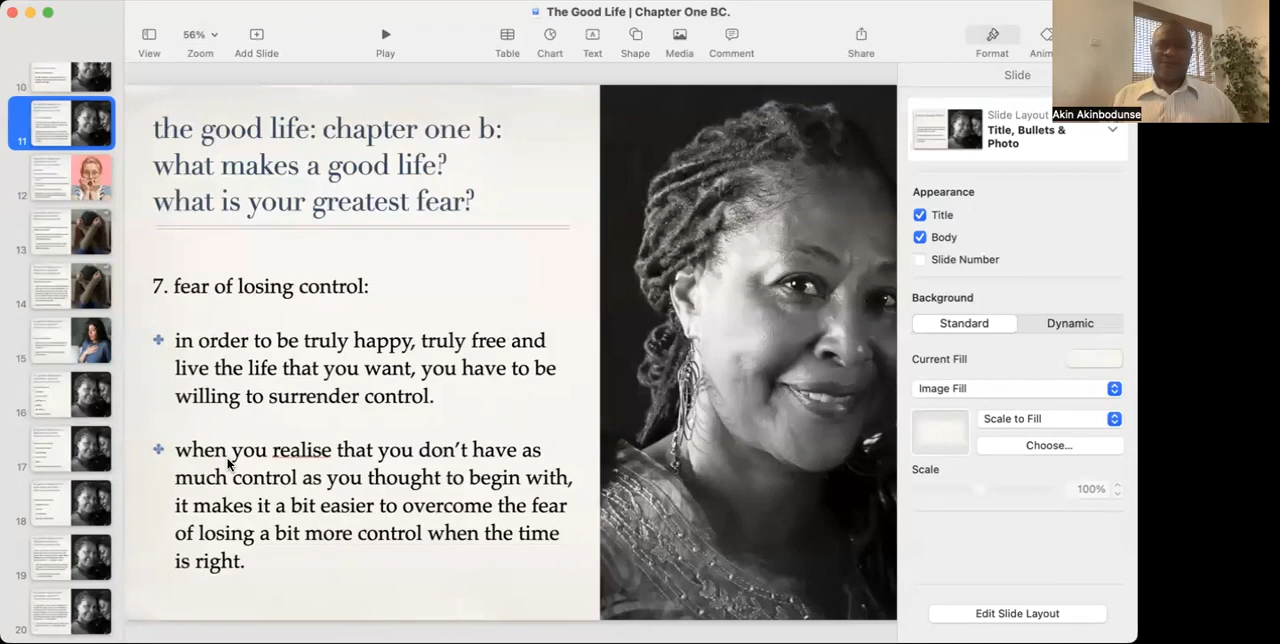 The Good Life | Chapter One BC.
56%
View
Zoom
Add Slide
Play
Table
Chart
Text
Shape
Media
Comment
Share
Format
Anim
Slide
Akin Akinbodunse
Slide Layout
Title, Bullets &
Photo
10
11
12
13
14
15
16
17
18
19
20
the good life: chapter one b:
what makes a good life?
what is your greatest fear?
7. fear of losing control:
in order to be truly happy, truly free and
live the life that you want, you have to be
willing to surrender control.
when you realise that you don't have as
much control as you thought to begin with,
it makes it a bit easier to overcome the fear
of losing a bit more control when the time
is right.
Appearance
Title
Body
Slide Number
Background
Standard
Dynamic
Current Fill
Image Fill
Scale to Fill
Choose...
Scale
100%
Edit Slide Layout